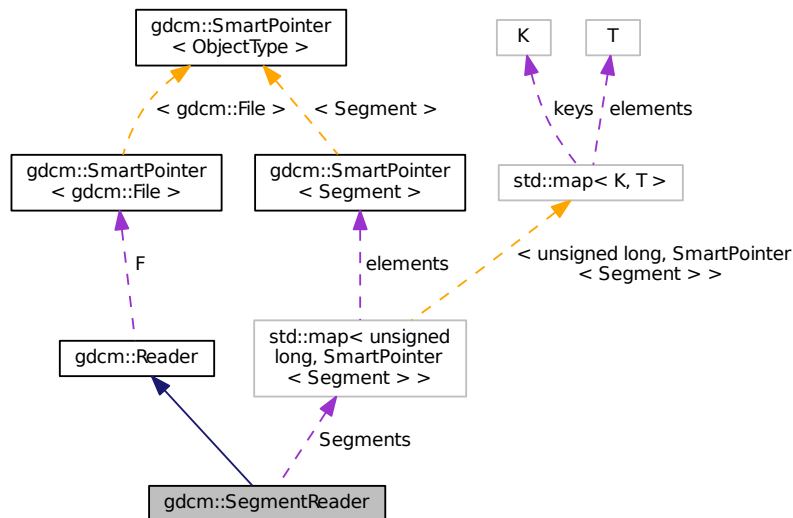 gdcm::SmartPointer
< ObjectType >
K
T
< gdcm::File >
< Segment >
keys
elements
gdcm::SmartPointer
< gdcm::File >
gdcm::SmartPointer
< Segment >
std::map< K, T >
F
elements
< unsigned long, SmartPointer
< Segment > >
gdcm::Reader
std::map< unsigned
long, SmartPointer
< Segment > >
Segments
gdcm::SegmentReader